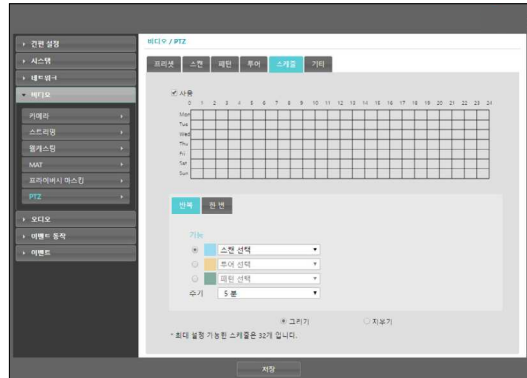 간편 설정
시스템
네트워크
비디오
카메라
스트리밍
웹캐스팅
MAT
프라이버시 마스킹
PTZ
오디오
이벤트 동작
이벤트
비디오 / PTZ
프리셋 스캔 패턴 투어 스케줄 기타
사용
0 1 2 3 4 5 6 7 8 9 10 11 12 13 14 15 16 17 18 19 20 21 22 23 24
Mon
Tue
Wed
Thu
Fri
Sat
Sun
반복 한 번
기능
스캔 선택
투어 선택
패턴 선택
주기 5 분
그리기 지우기
* 최대 설정 가능한 스케줄은 32개 입니다.
저장